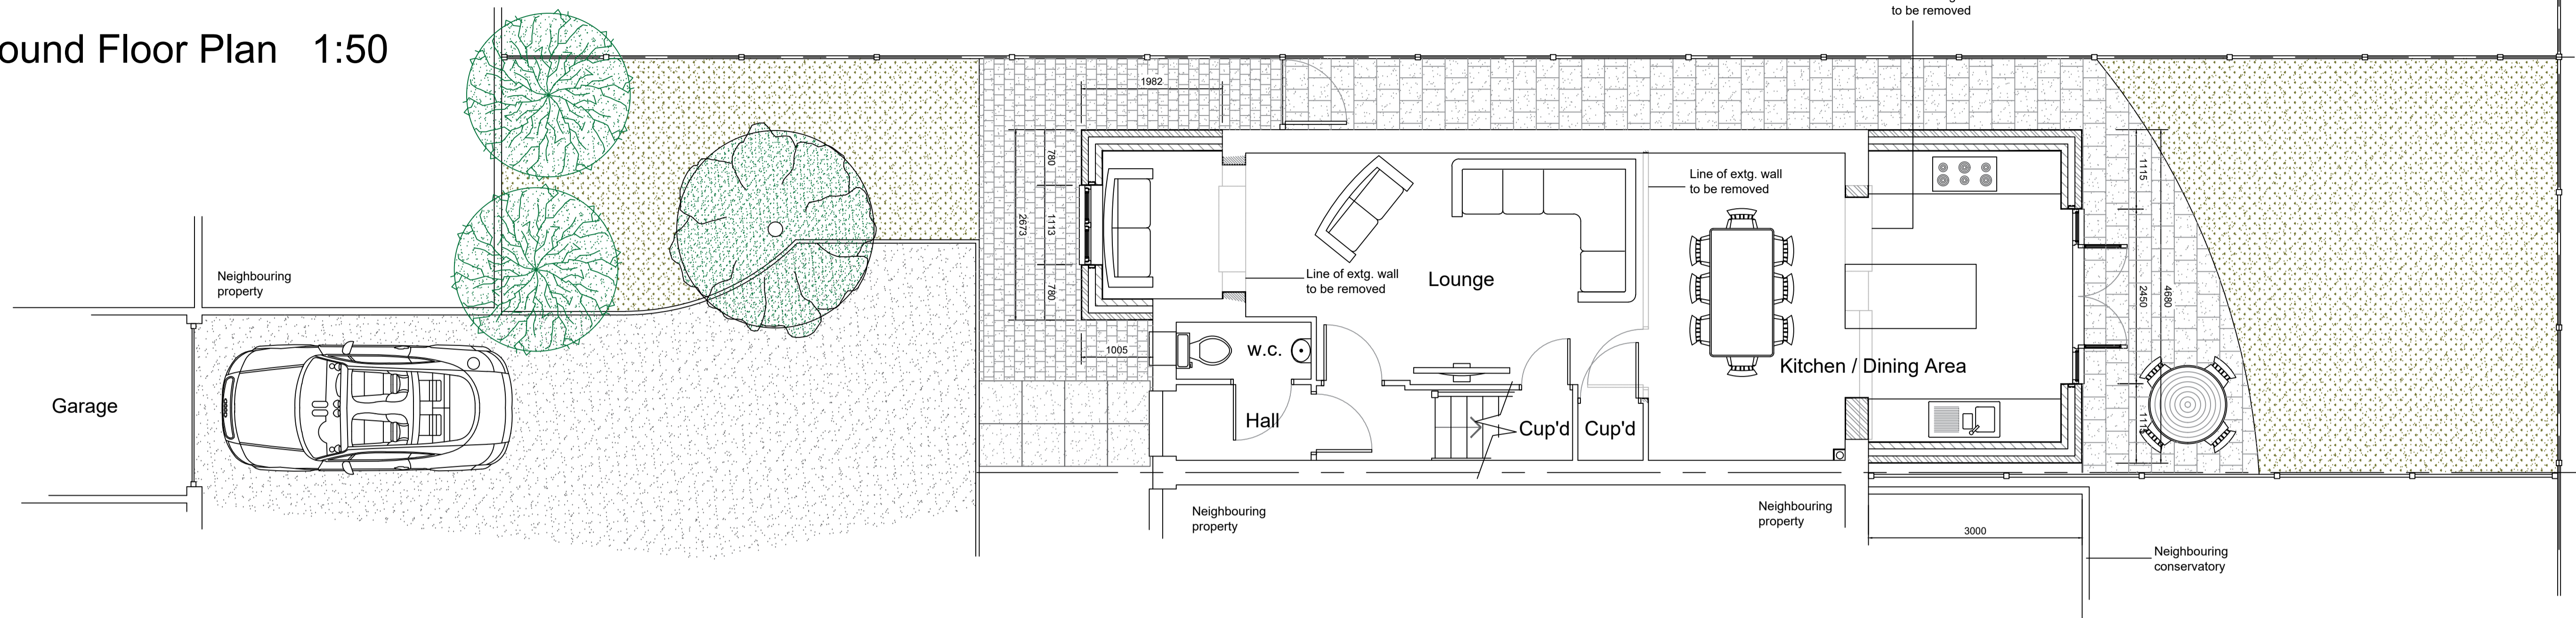 to be removed
ound Floor Plan 1:50
1982
780
1113
2673
780
1005
Line of extg. wall
to be removed
1115
2450
4680
Neighbouring
property
Line of extg. wall
to be removed
Lounge
w.c.
Kitchen / Dining Area
Garage
Hall
Cup'd
Cup'd
Neighbouring
property
Neighbouring
property
3000
Neighbouring
conservatory